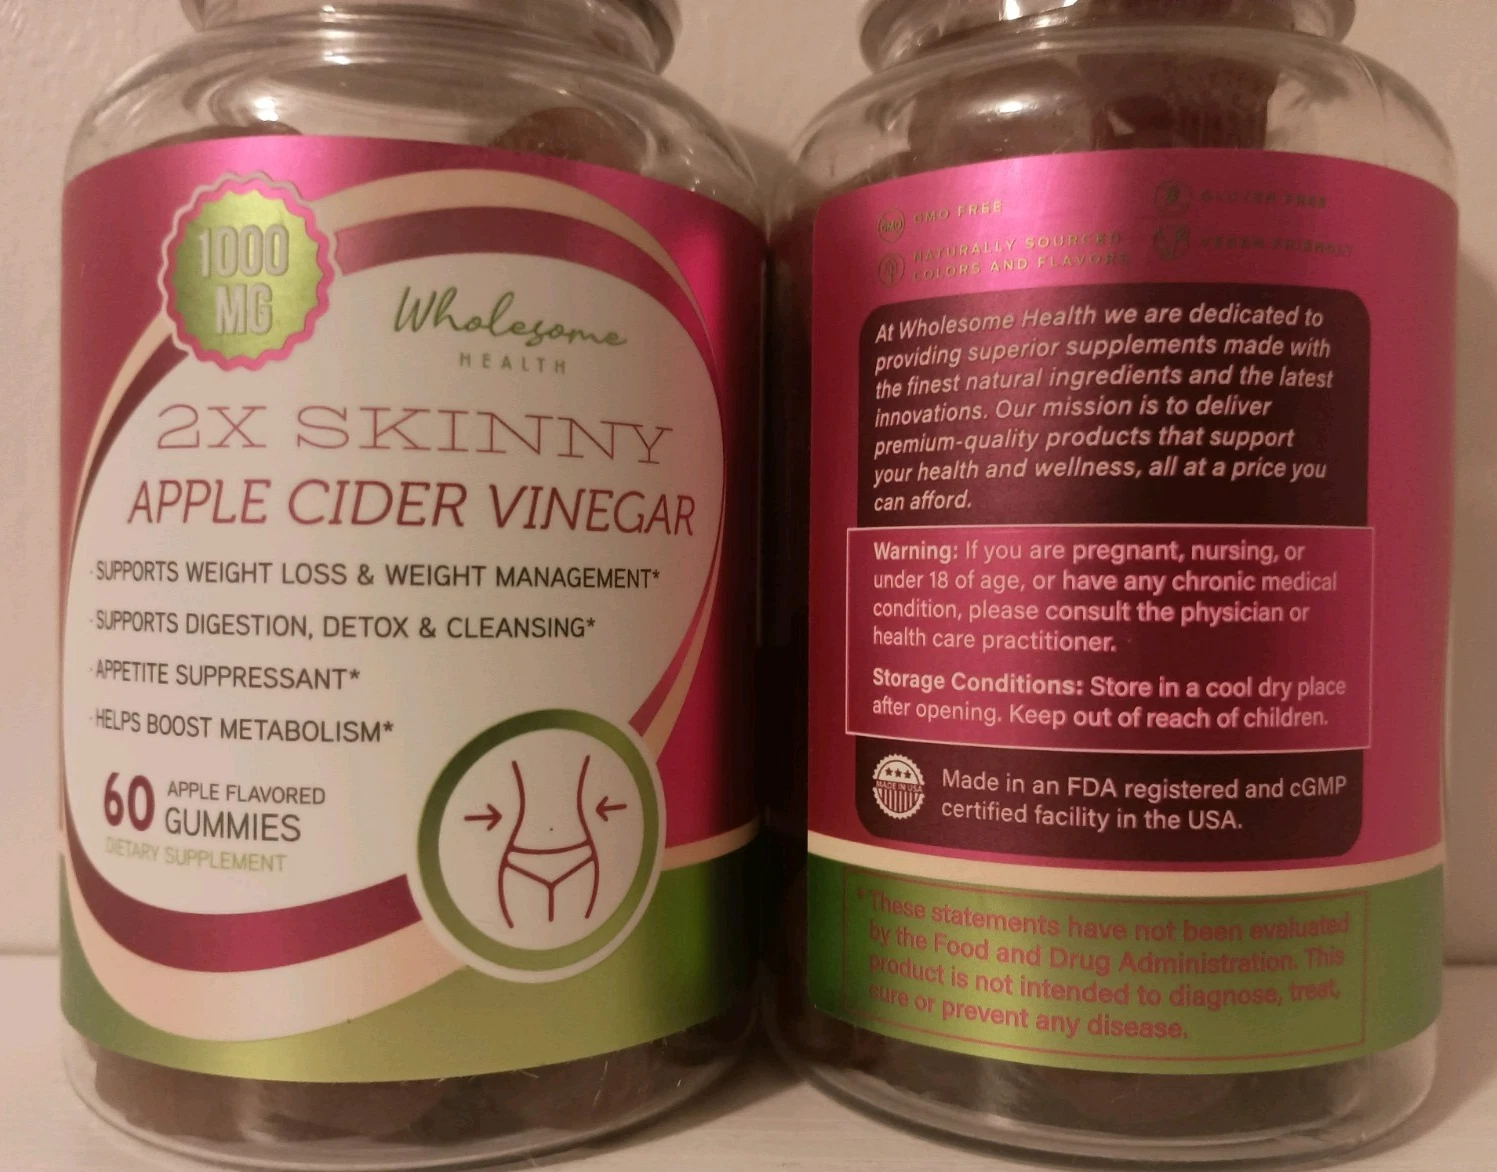 1000
MG
Wholesome
HEALTH
2X SKINNY
APPLE CIDER VINEGAR
· SUPPORTS WEIGHT LOSS & WEIGHT MANAGEMENT*
· SUPPORTS DIGESTION, DETOX & CLEANSING*
· APPETITE SUPPRESSANT*
· HELPS BOOST METABOLISM*
60 APPLE FLAVORED
GUMMIES
DIETARY SUPPLEMENT
GMO GMO FREE
GLUTEN FREE
NATURALLY SOURCED
COLORS AND FLAVORS
VEGAN FRIENDLY
At Wholesome Health we are dedicated to
providing superior supplements made with
the finest natural ingredients and the latest
innovations. Our mission is to deliver
premium-quality products that support
your health and wellness, all at a price you
can afford.
Warning: If you are pregnant, nursing, or
under 18 of age, or have any chronic medical
condition, please consult the physician or
health care practitioner.
Storage Conditions: Store in a cool dry place
after opening. Keep out of reach of children.
MADE IN USA
Made in an FDA registered and cGMP
certified facility in the USA.
*These statements have not been evaluated
by the Food and Drug Administration. This
product is not intended to diagnose, treat,
cure or prevent any disease.